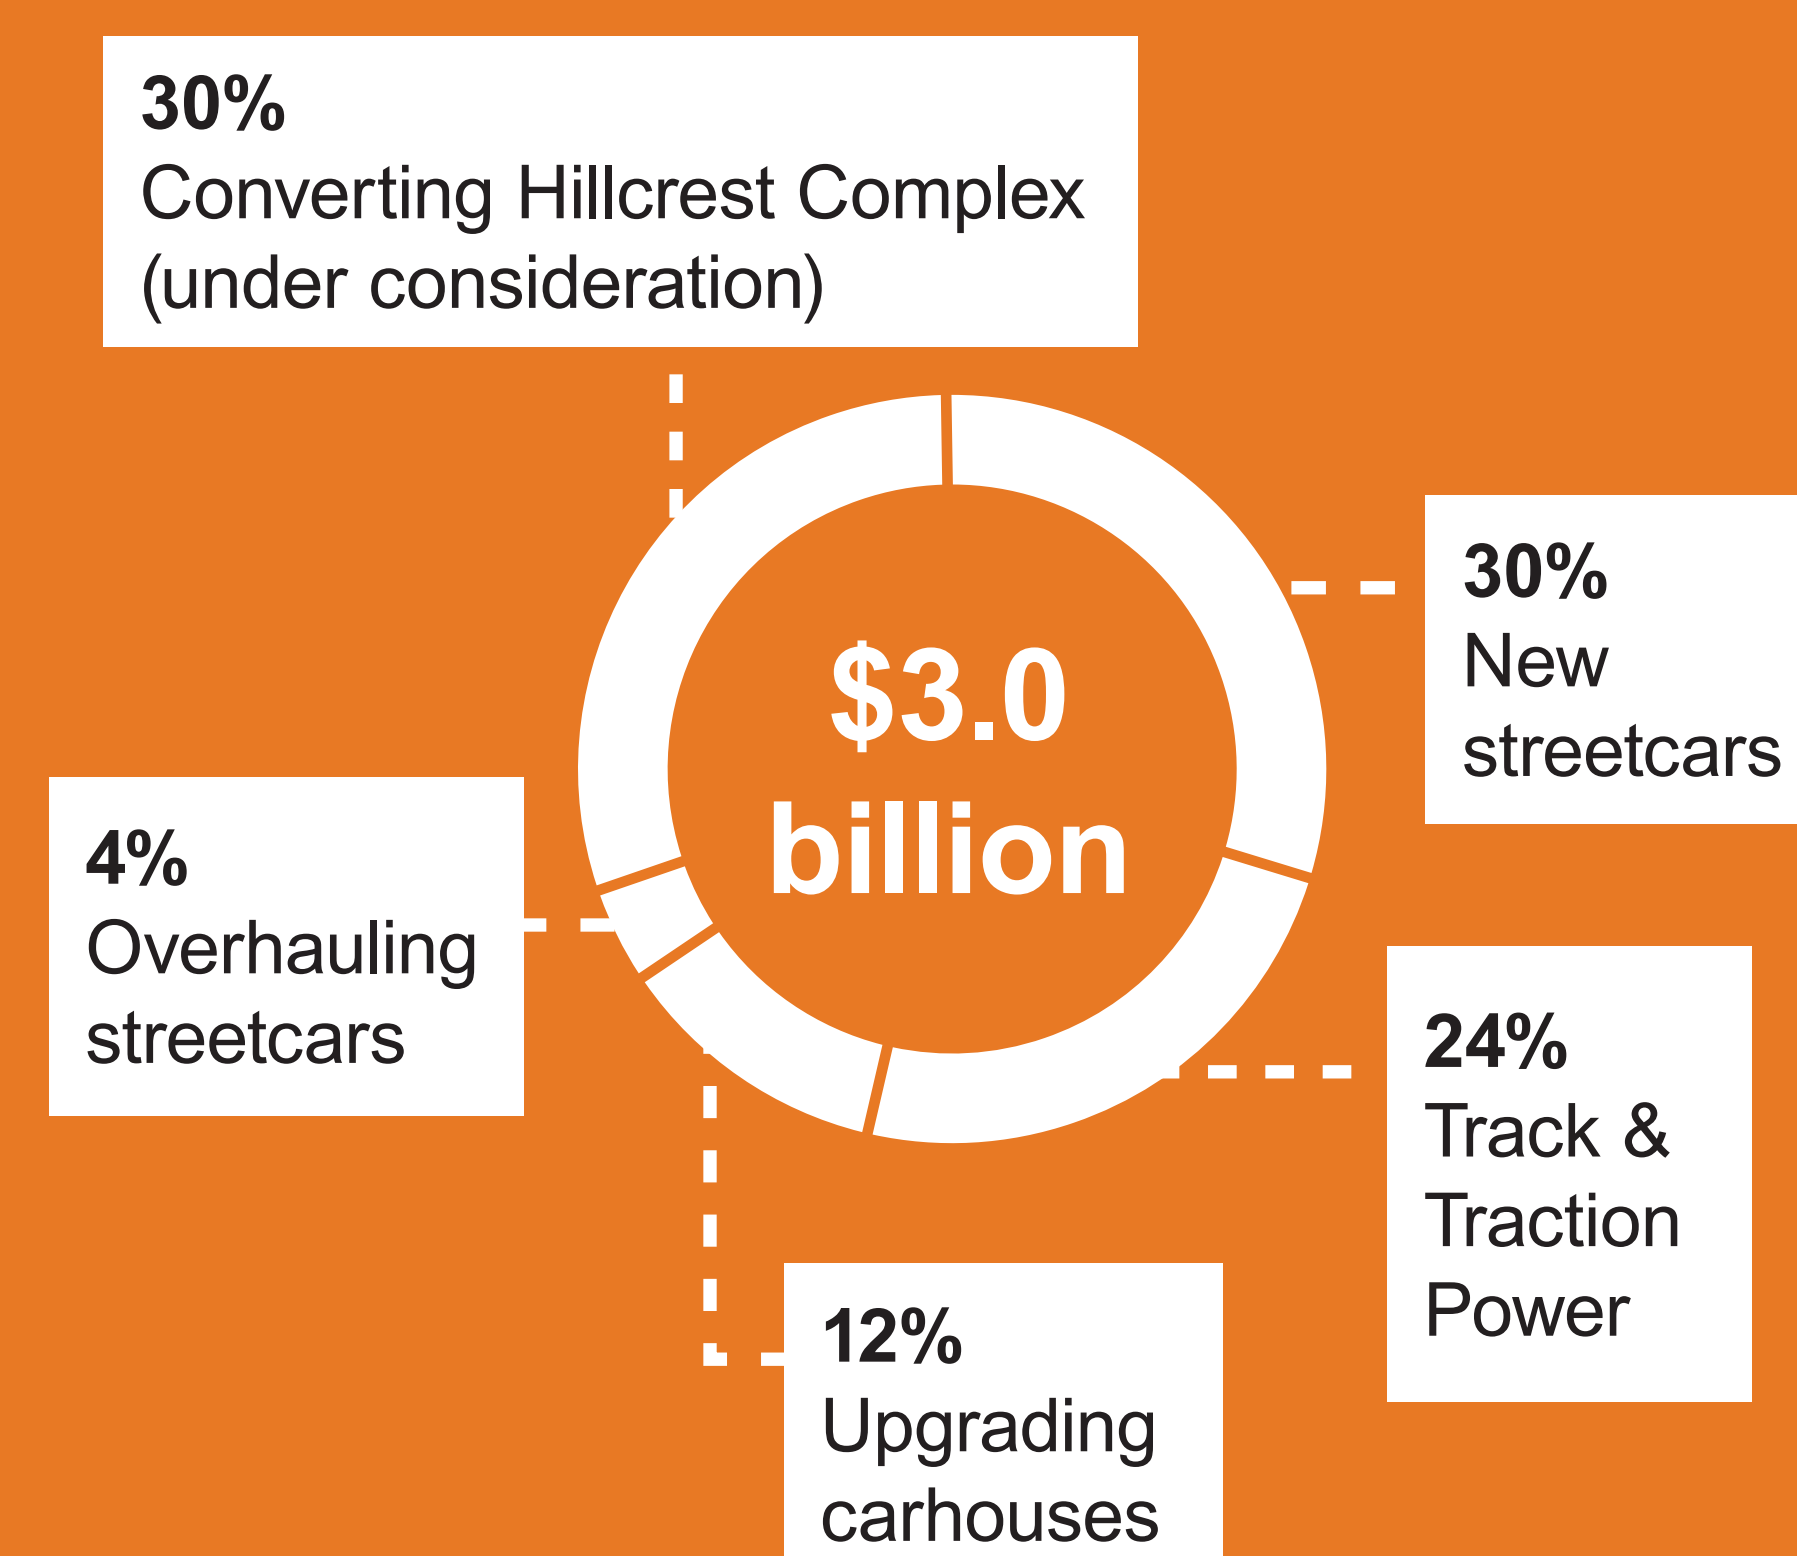 30%
Converting Hillcrest Complex
(under consideration)
$3.0
billion
30%
New
streetcars
4%
Overhauling
streetcars
24%
Track &
Traction
Power
12%
Upgrading
carhouses